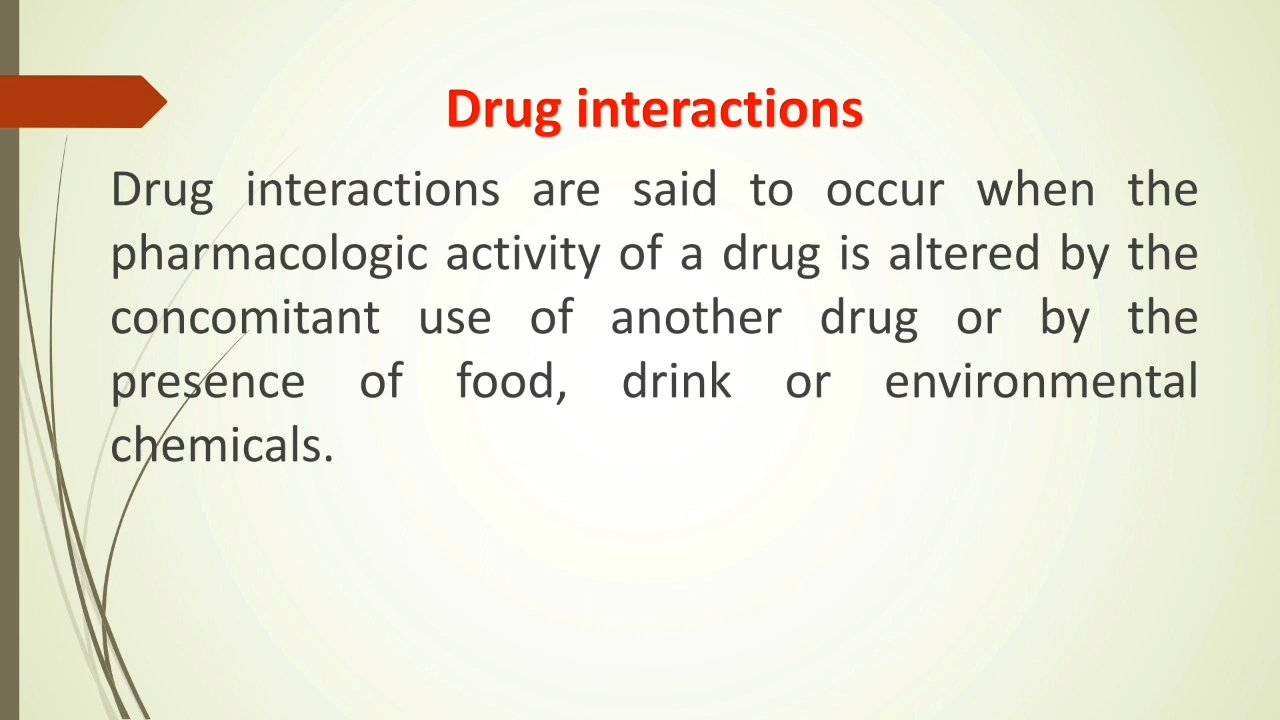 Drug interactions
Drug interactions are said to occur when the
pharmacologic activity of a drug is altered by the
concomitant use of another drug or by the
presence of food, drink or environmental
chemicals.